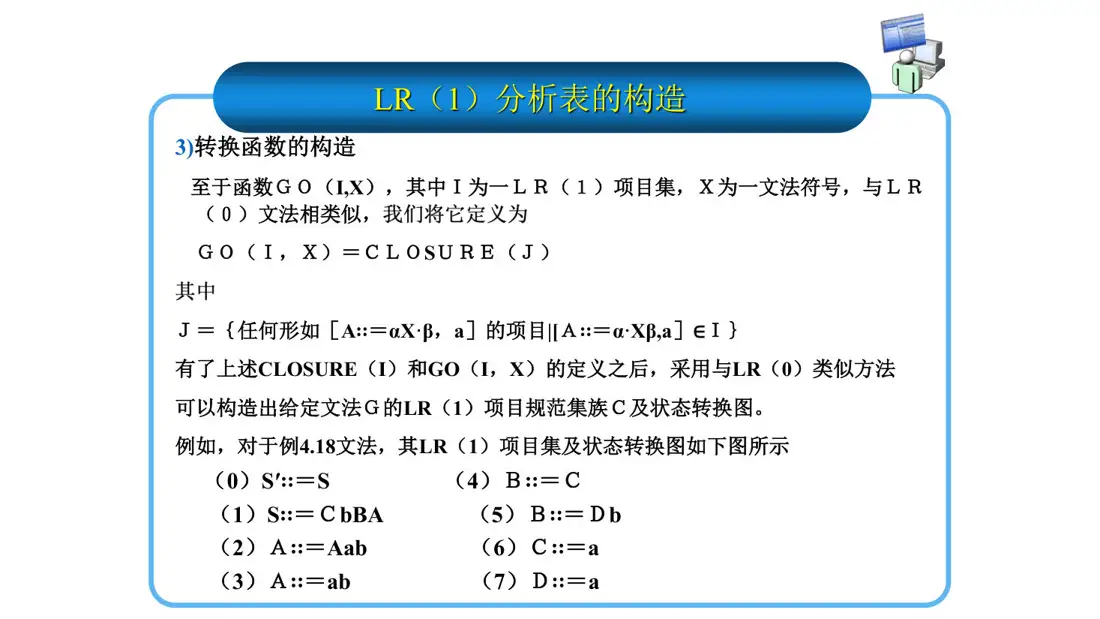 LR（1）分析表的构造
3)转换函数的构造
至于函数ＧＯ（I,X），其中Ｉ为一ＬＲ（１）项目集，Ｘ为一文法符号，与ＬＲ
（０）文法相类似，我们将它定义为
ＧＯ（Ｉ，Ｘ）＝ＣＬＯSＵＲＥ（Ｊ）
其中
Ｊ＝｛任何形如［A∷＝αX·β，a］的项目|[Ａ∷＝α·Xβ,a］∈Ｉ｝
有了上述CLOSURE（I）和GO（I，X）的定义之后，采用与LR（0）类似方法
可以构造出给定文法Ｇ的LR（1）项目规范集族Ｃ及状态转换图。
例如，对于例4.18文法，其LR（1）项目集及状态转换图如下图所示
（0）S′∷＝S （4）Ｂ∷＝Ｃ
（1）S∷＝ＣbBA （5）Ｂ∷＝Ｄb
（2）Ａ∷＝Aab （6）Ｃ∷＝a
（3）Ａ∷＝ab （7）Ｄ∷＝a